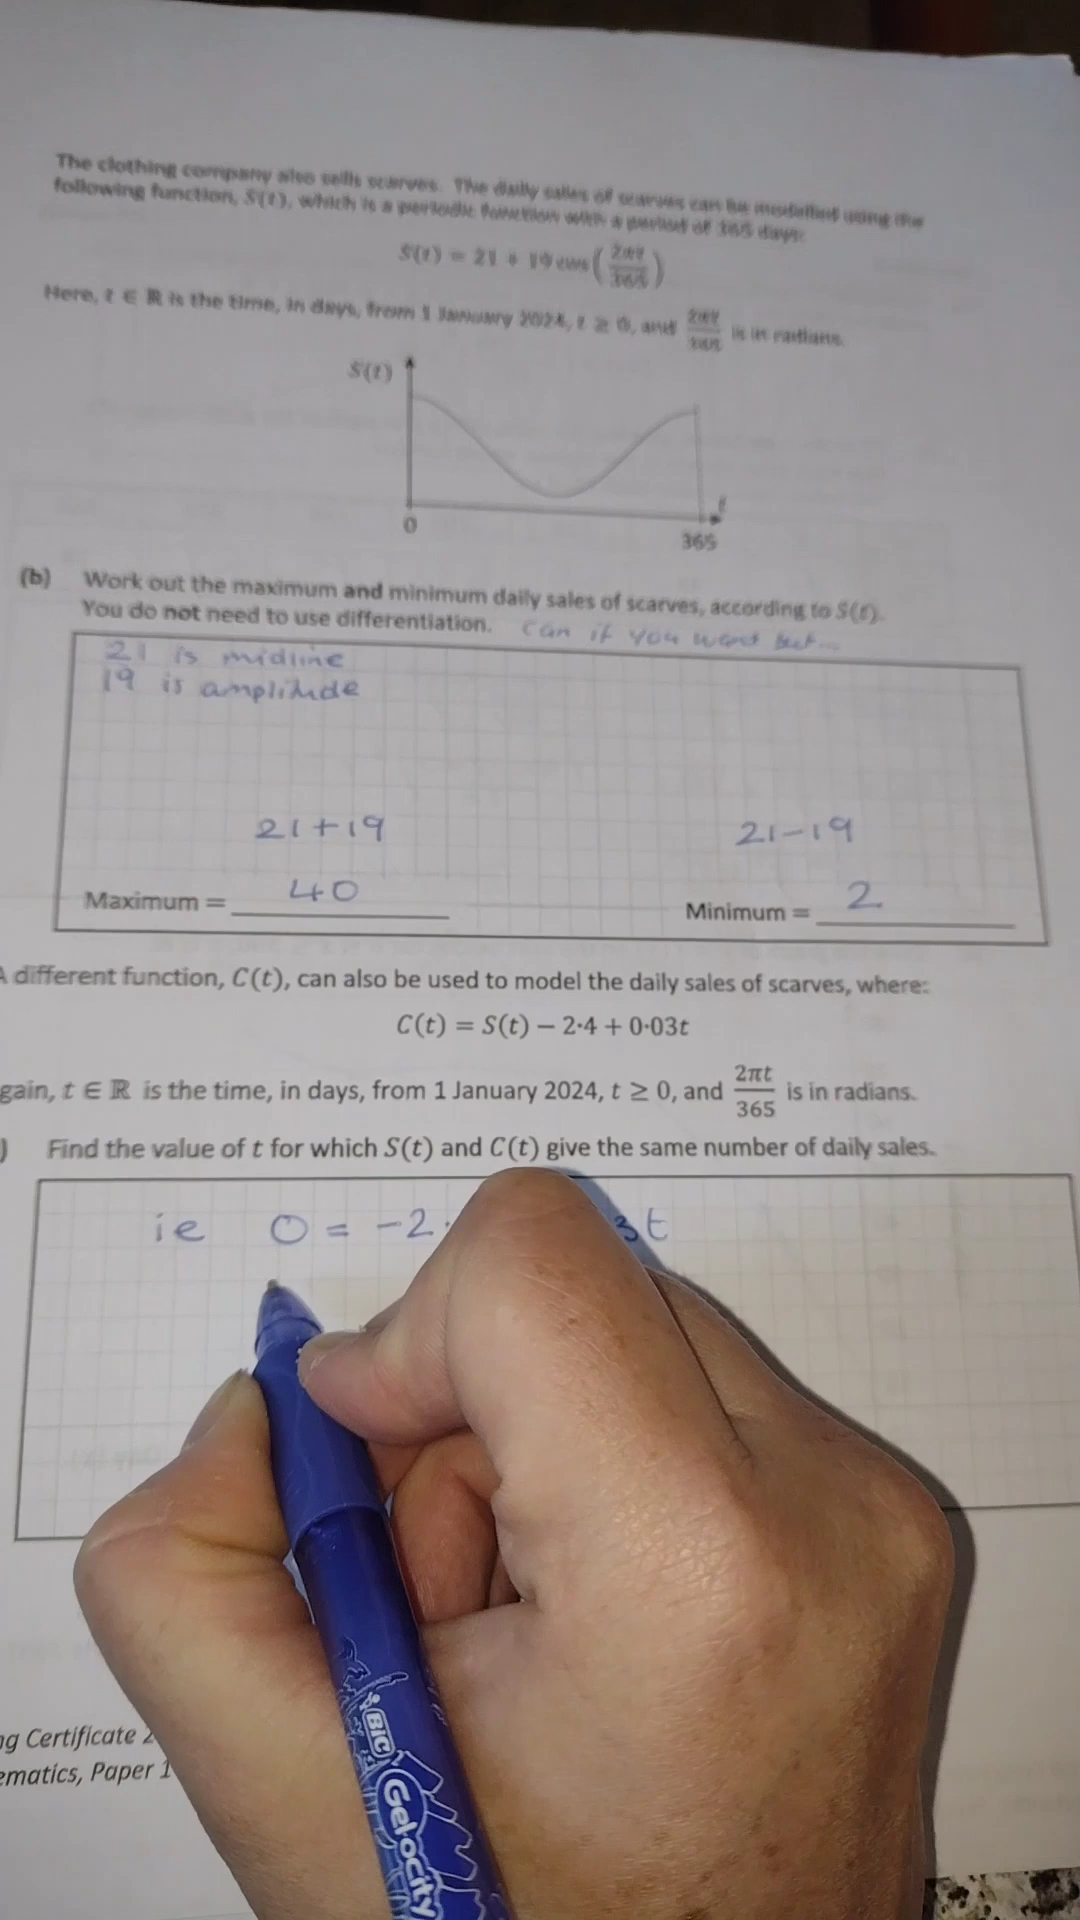 The clothing company also sells scarves. The daily sales of scarves can be modelled using the
following function, S(t), which is a periodic function with a period of 365 days:
S(t) = 21 + 19 cos(2πt/365)
Here, t ∈ ℝ is the time, in days, from 1 January 2024, t ≥ 0, and 2πt/365 is in radians.
S(t)
t
0
365
(b) Work out the maximum and minimum daily sales of scarves, according to S(t).
You do not need to use differentiation. can if you want but...
21 is midline
19 is amplitude
21+19 21-19
Maximum = 40 Minimum = 2
A different function, C(t), can also be used to model the daily sales of scarves, where:
C(t) = S(t) − 2·4 + 0·03t
gain, t ∈ ℝ is the time, in days, from 1 January 2024, t ≥ 0, and 2πt/365 is in radians.
) Find the value of t for which S(t) and C(t) give the same number of daily sales.
ie 0 = -2. 3t
ng Certificate 2
ematics, Paper 1
BIC
Gelocity